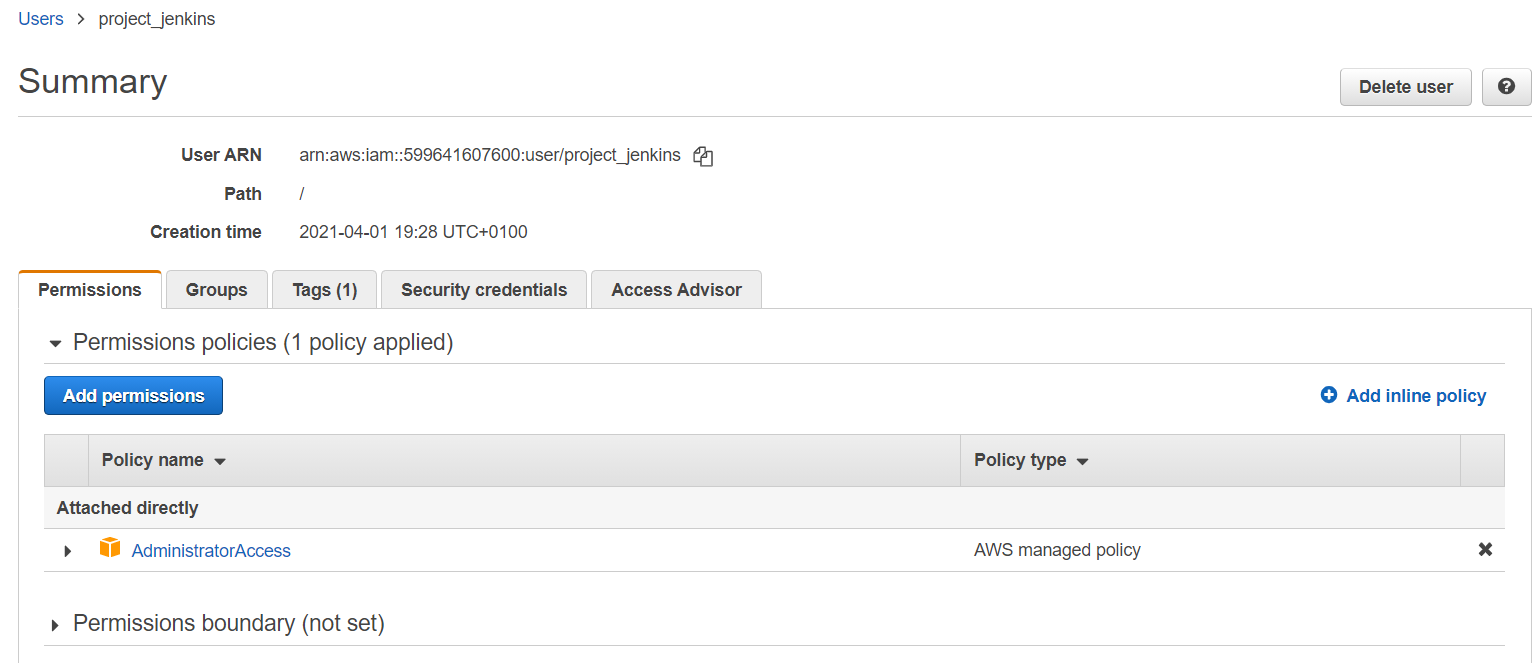 Users > project_jenkins
Summary
Delete user
User ARN arn:aws:iam::599641607600:user/project_jenkins
Path /
Creation time 2021-04-01 19:28 UTC+0100
Permissions Groups Tags (1) Security credentials Access Advisor
Permissions policies (1 policy applied)
Add permissions Add inline policy
Policy name Policy type
Attached directly
AdministratorAccess AWS managed policy
Permissions boundary (not set)